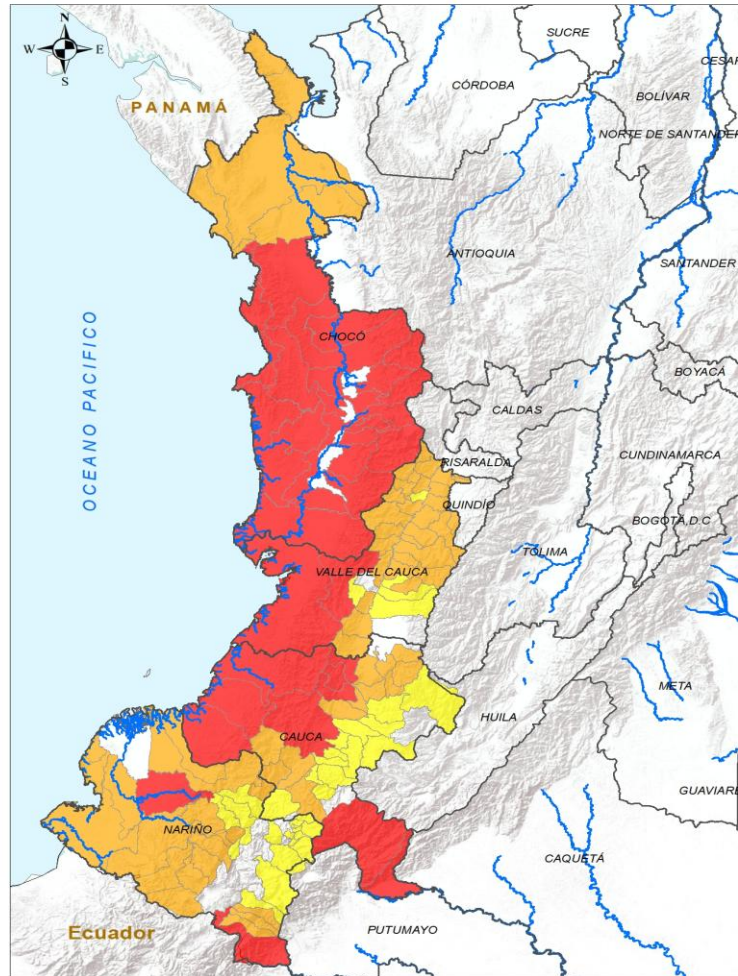 N
W E
S
SUCRE
CESAR
CÓRDOBA
BOLÍVAR
PANAMÁ
NORTE DE SANTANDER
ANTIOQUIA
SANTANDER
OCEANO PACIFICO
CHOCÓ
BOYACÁ
CALDAS
CUNDINAMARCA
RISARALDA
QUINDÍO
BOGOTÁ, D.C
TOLIMA
VALLE DEL CAUCA
META
HUILA
CAUCA
GUAVIARE
NARIÑO
CAQUETÁ
Ecuador
PUTUMAYO